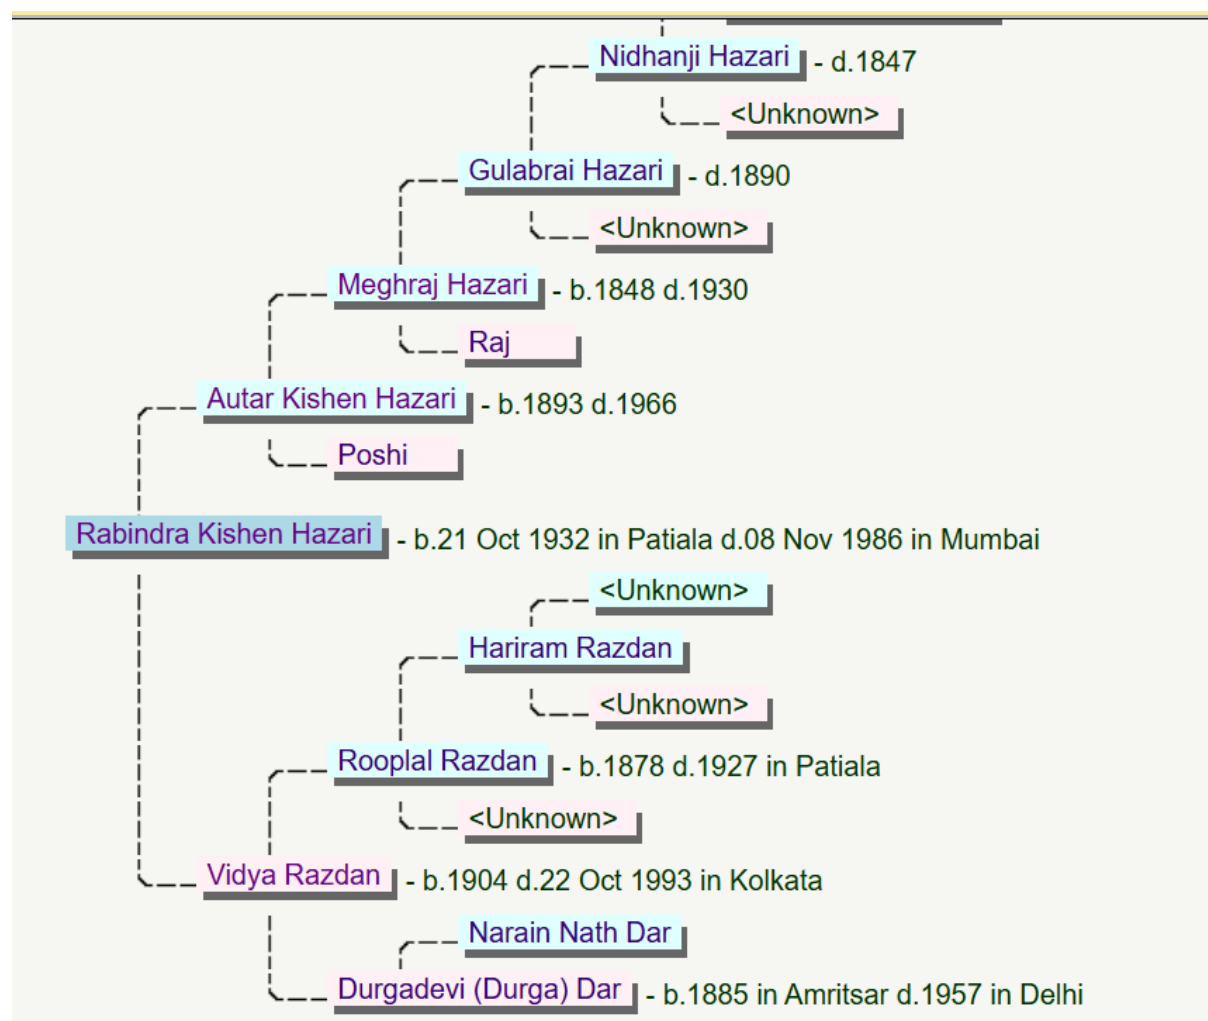 Nidhanji Hazari - d.1847
<Unknown>
Gulabrai Hazari - d.1890
<Unknown>
Meghraj Hazari - b.1848 d.1930
Raj
Autar Kishen Hazari - b.1893 d.1966
Poshi
Rabindra Kishen Hazari - b.21 Oct 1932 in Patiala d.08 Nov 1986 in Mumbai
<Unknown>
Hariram Razdan
<Unknown>
Rooplal Razdan - b.1878 d.1927 in Patiala
<Unknown>
Vidya Razdan - b.1904 d.22 Oct 1993 in Kolkata
Narain Nath Dar
Durgadevi (Durga) Dar - b.1885 in Amritsar d.1957 in Delhi